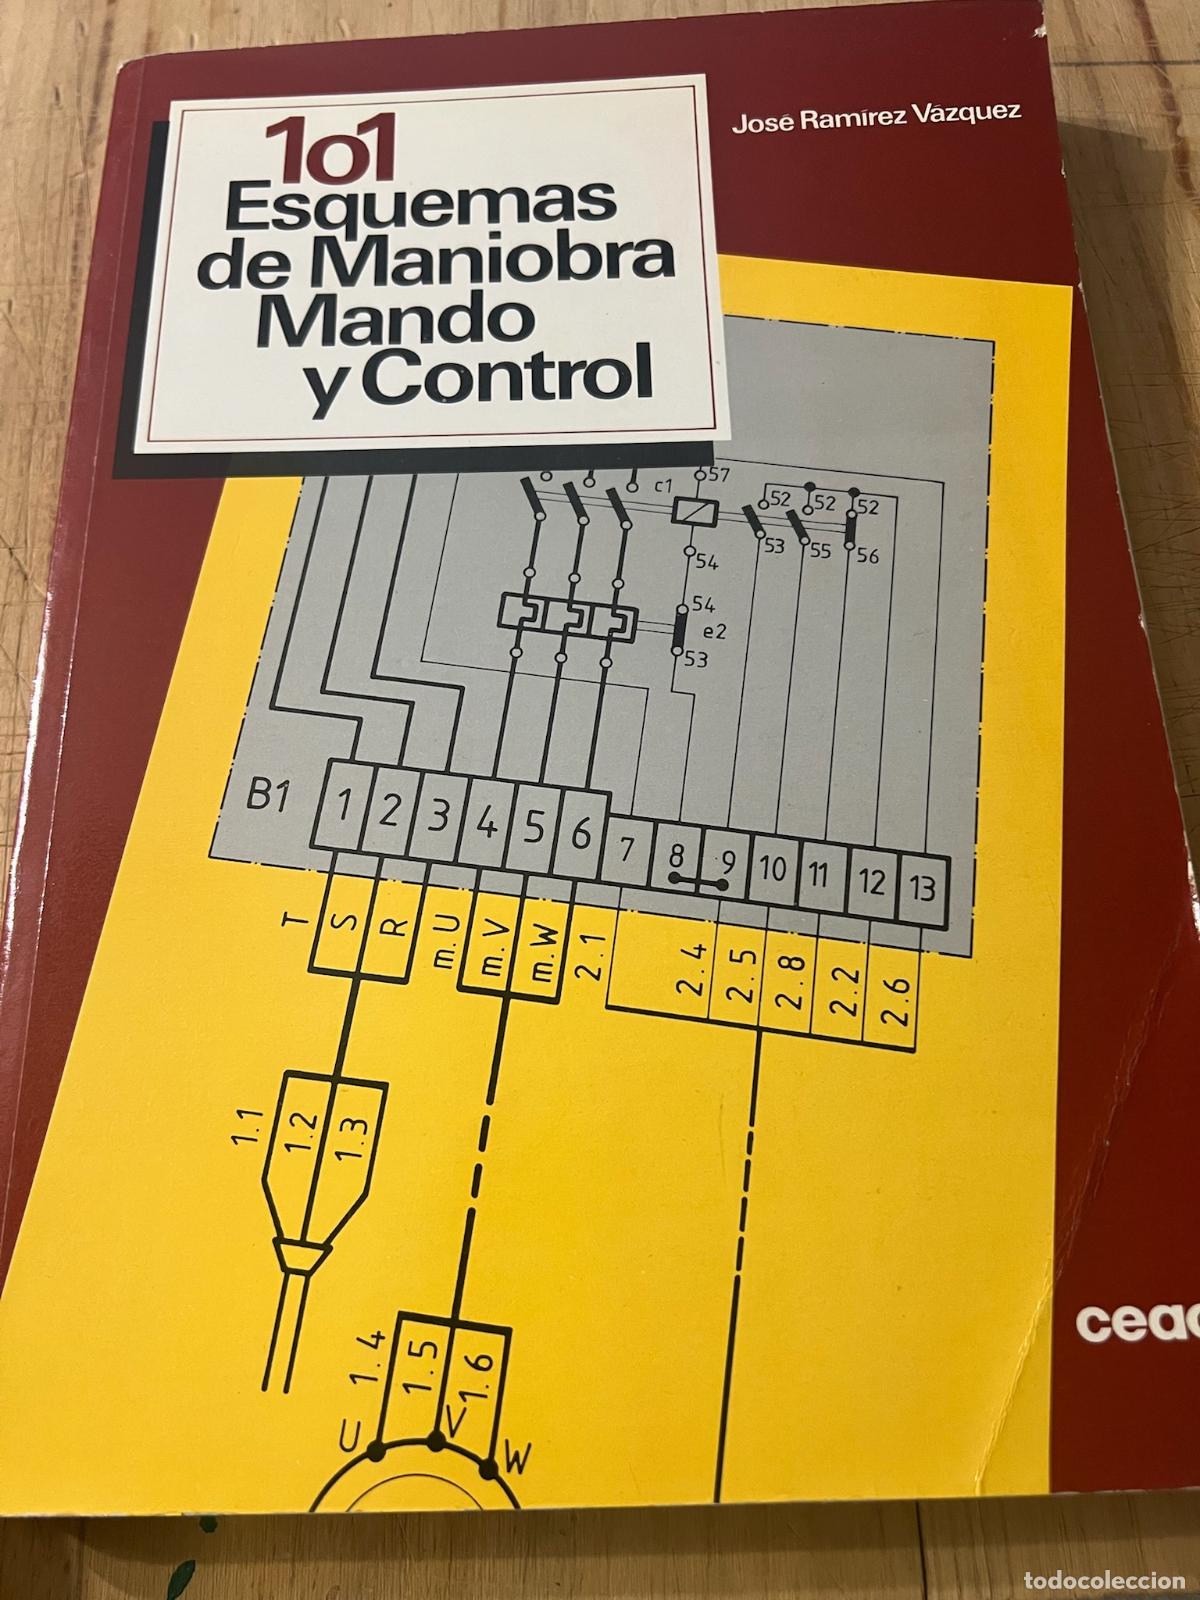 José Ramírez Vázquez
101
Esquemas
de Maniobra
Mando
y Control
c1
57
52
52
52
53
55
56
54
54
e2
53
B1
1 2 3 4 5 6 7 8 9 10 11 12 13
T S R m.U m.V m.W 2.1 2.4 2.5 2.8 2.2 2.6
1.1 1.2 1.3
1.4 1.5 1.6
U V W
ceac
todocoleccion